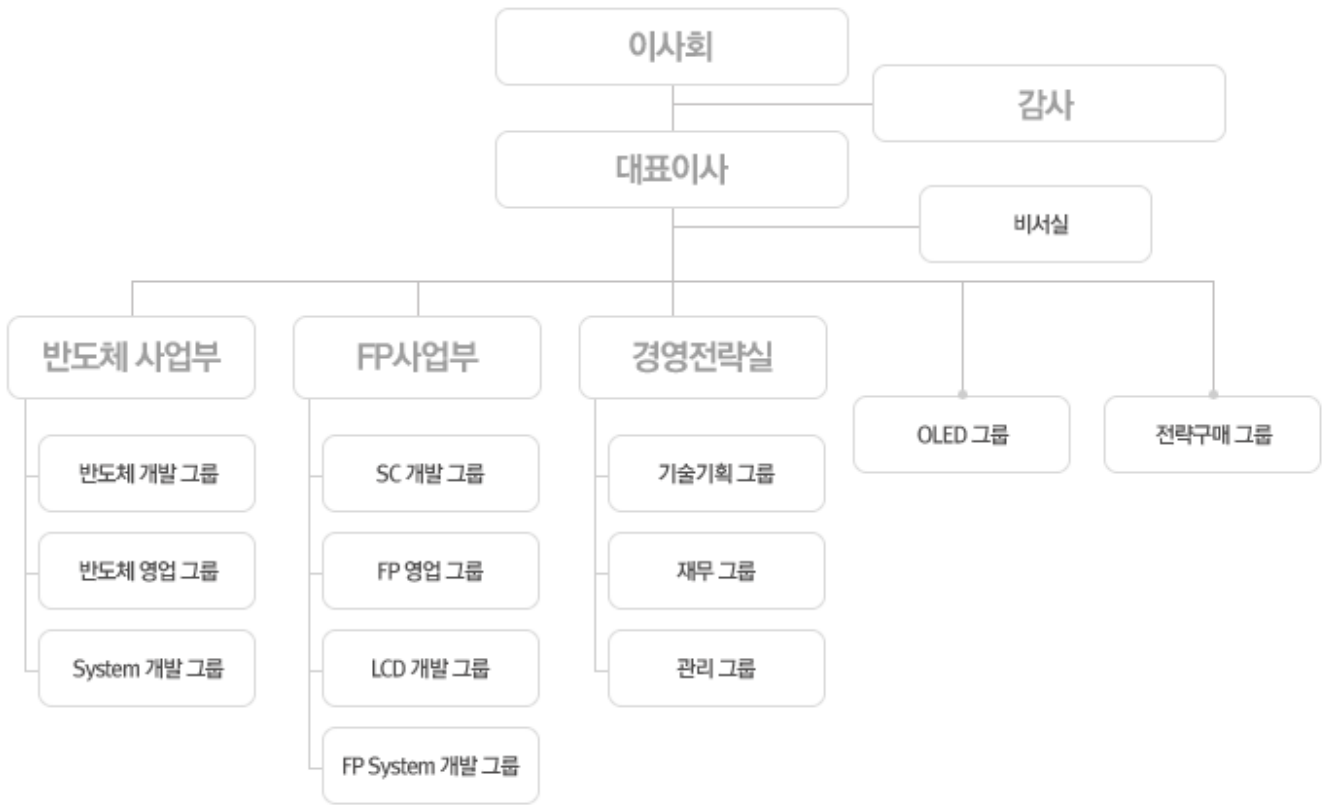 이사회
감사
대표이사
비서실
반도체 사업부
FP사업부
경영전략실
OLED 그룹
전략구매 그룹
반도체 개발 그룹
SC 개발 그룹
기술기획 그룹
반도체 영업 그룹
FP 영업 그룹
재무 그룹
System 개발 그룹
LCD 개발 그룹
관리 그룹
FP System 개발 그룹